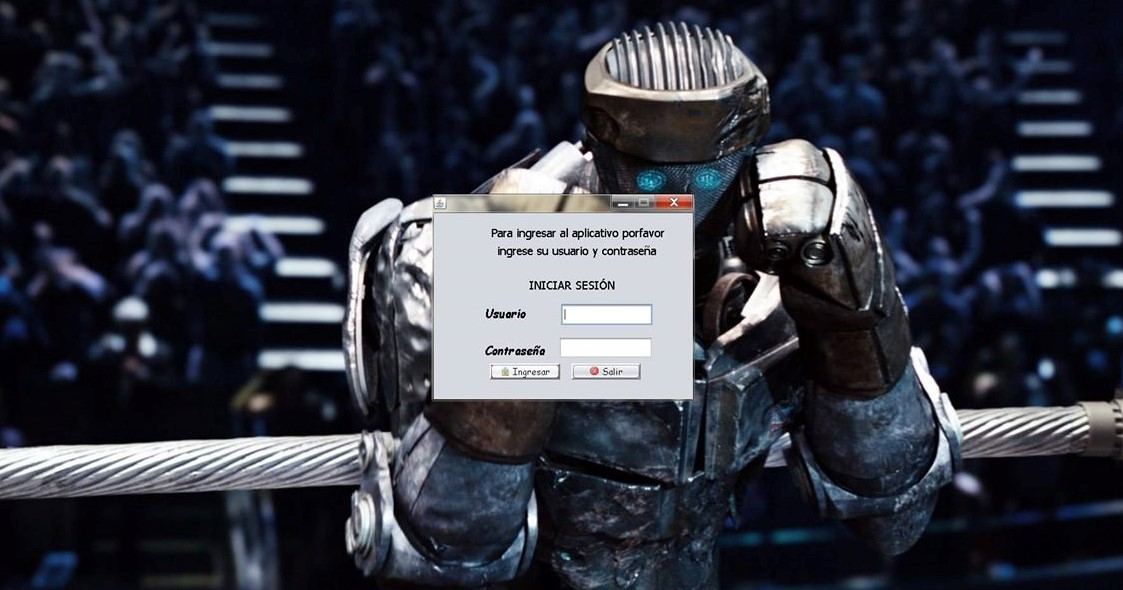 Para ingresar al aplicativo porfavor
ingrese su usuario y contraseña
INICIAR SESIÓN
Usuario
Contraseña
Ingresar
Salir